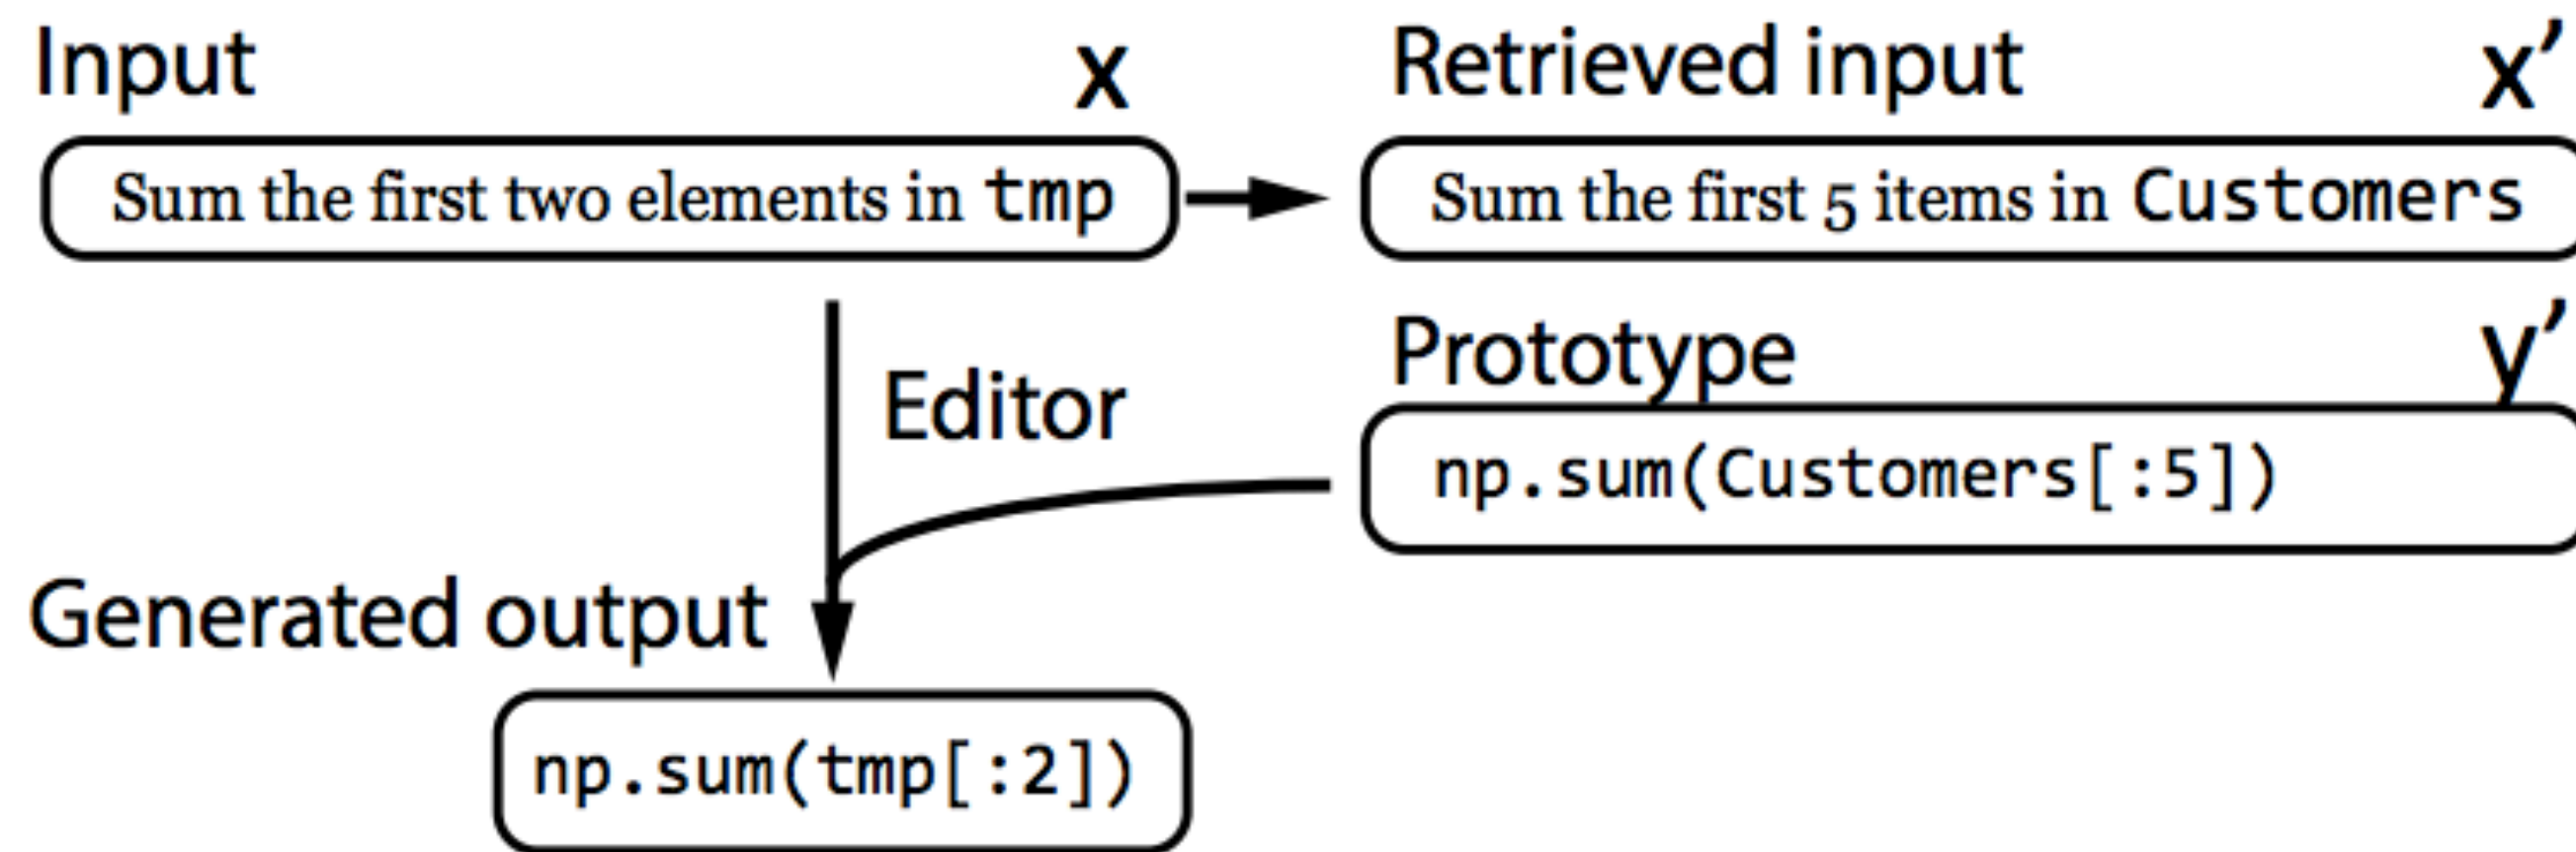 Input x
Sum the first two elements in tmp
Retrieved input x’
Sum the first 5 items in Customers
Prototype y’
np.sum(Customers[:5])
Editor
Generated output
np.sum(tmp[:2])